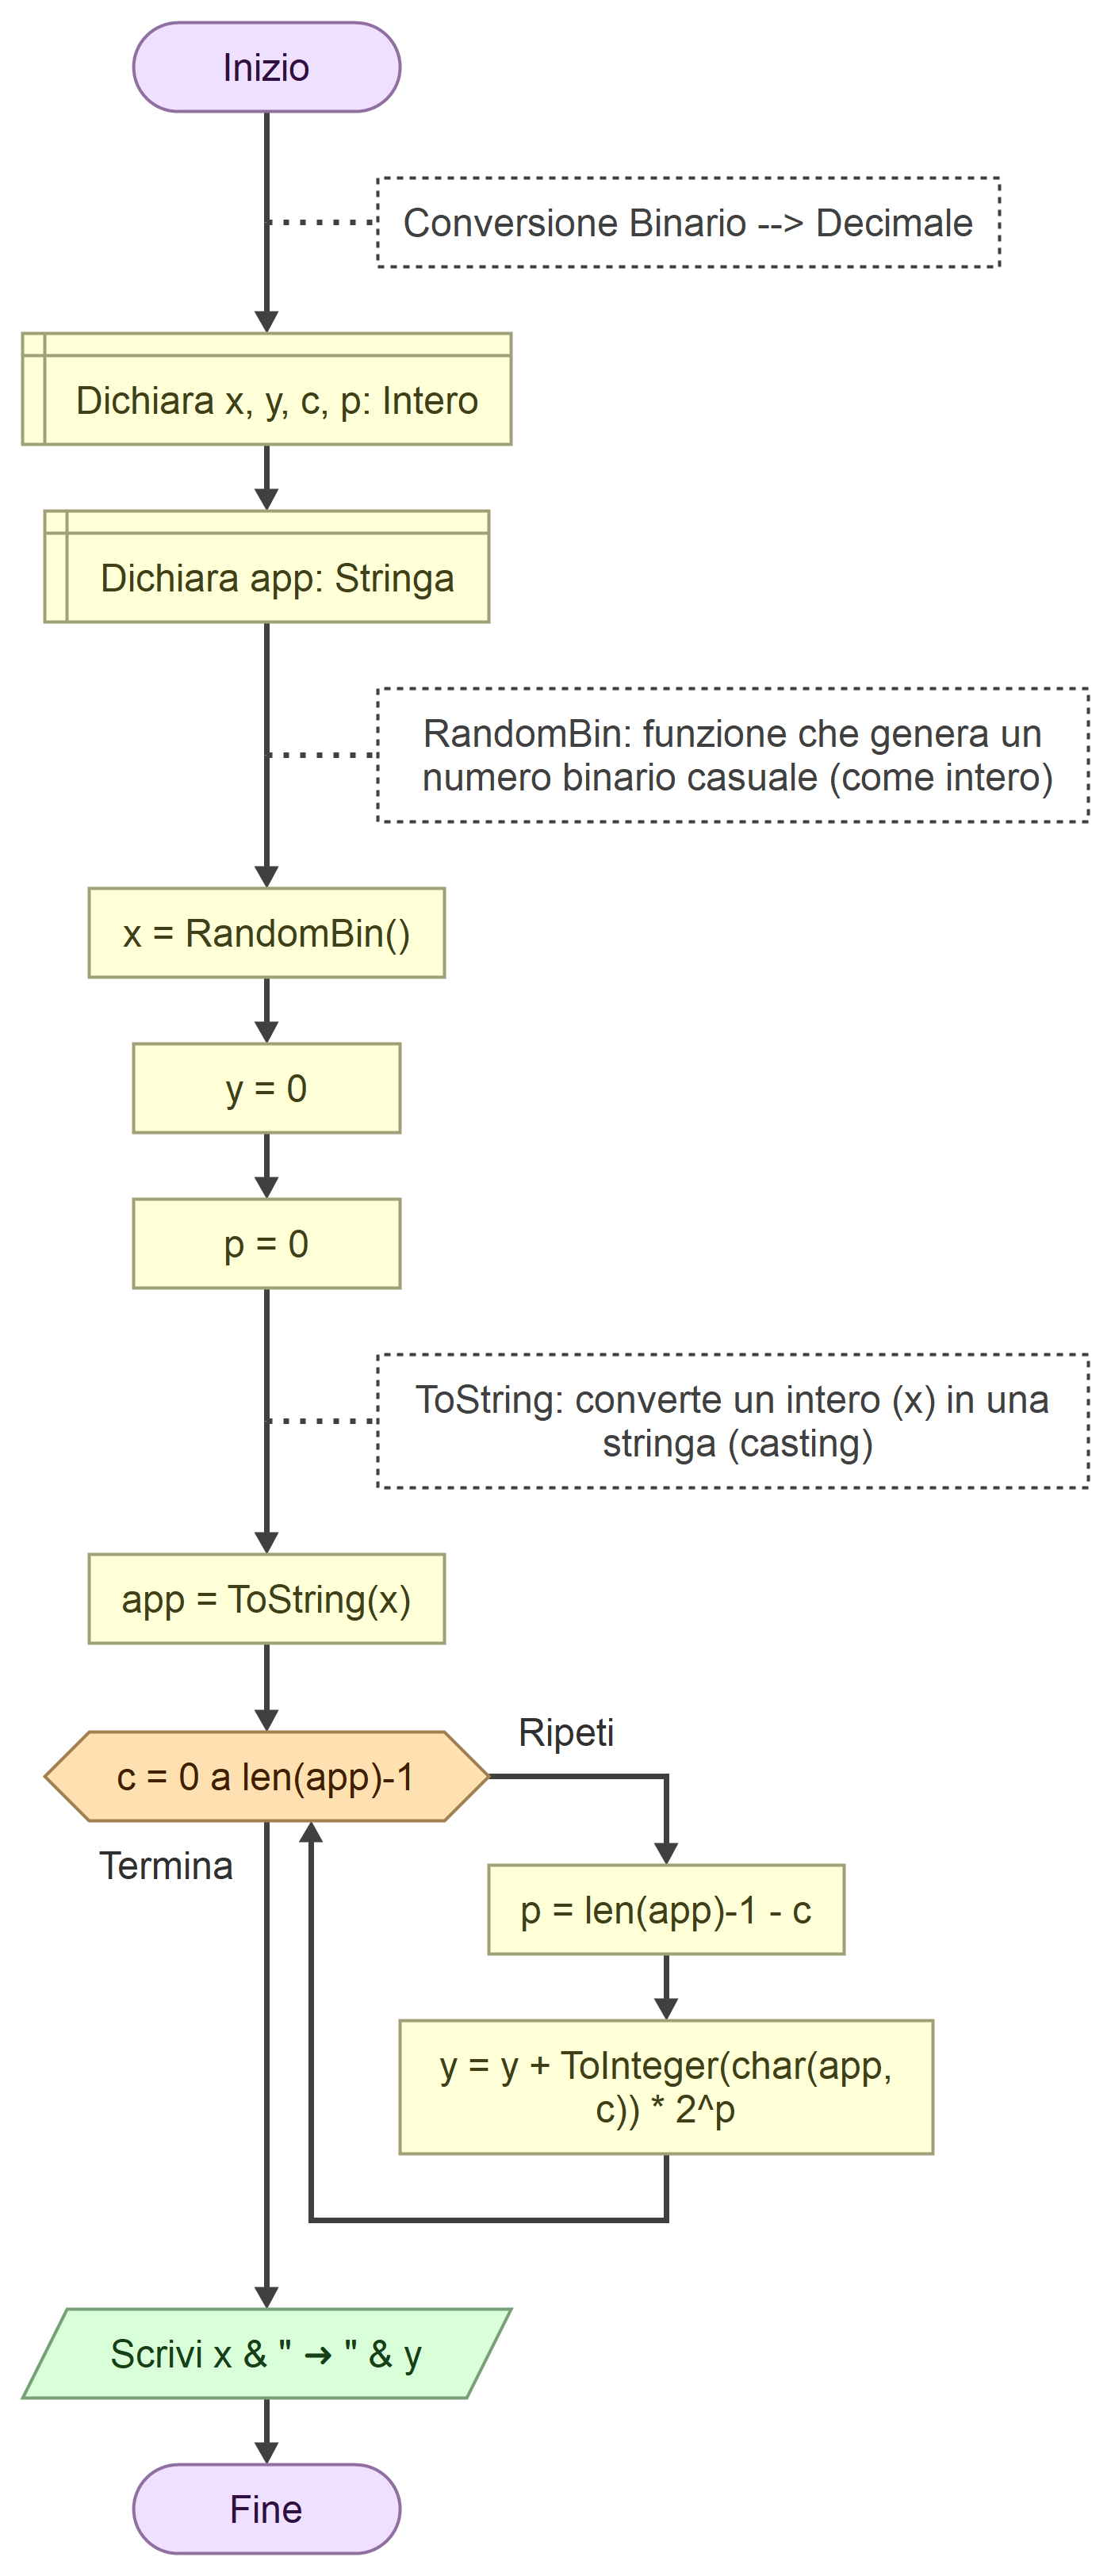 Inizio
Conversione Binario --> Decimale
Dichiara x, y, c, p: Intero
Dichiara app: Stringa
RandomBin: funzione che genera un
numero binario casuale (come intero)
x = RandomBin()
y = 0
p = 0
ToString: converte un intero (x) in una
stringa (casting)
app = ToString(x)
c = 0 a len(app)-1
Ripeti
Termina
p = len(app)-1 - c
y = y + ToInteger(char(app,
c)) * 2^p
Scrivi x & " ➜ " & y
Fine